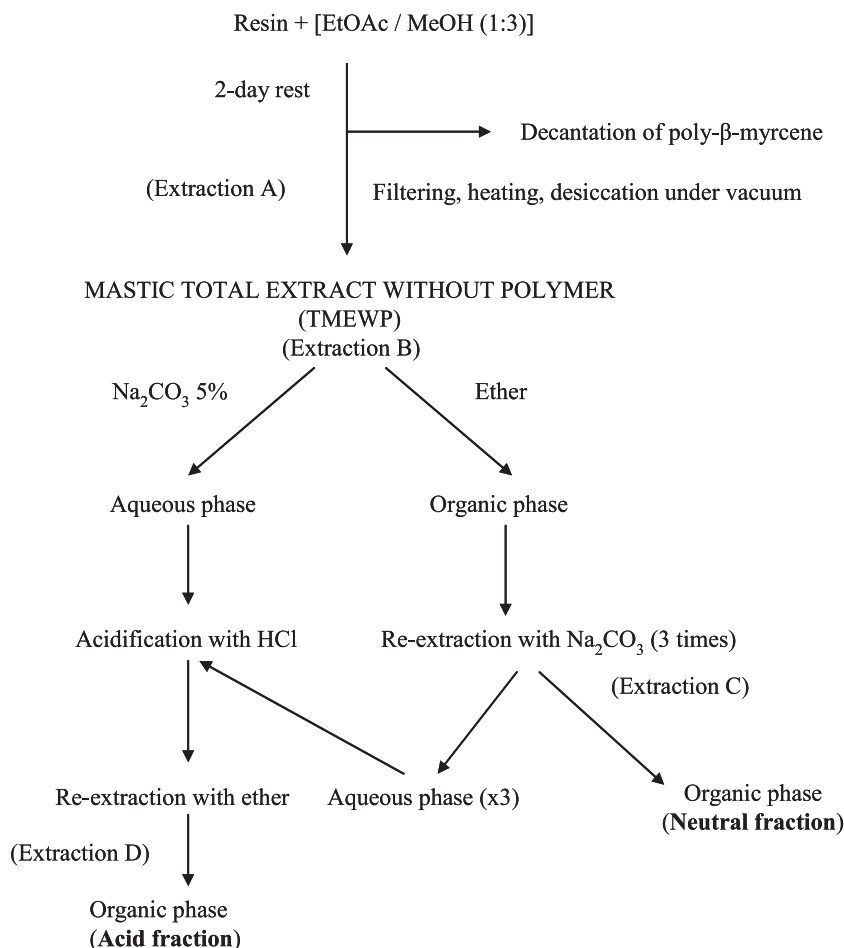 Resin + [EtOAc / MeOH (1:3)]
2-day rest
Decantation of poly-β-myrcene
(Extraction A)
Filtering, heating, desiccation under vacuum
MASTIC TOTAL EXTRACT WITHOUT POLYMER
(TMEWP)
(Extraction B)
Na₂CO₃ 5%
Ether
Aqueous phase
Organic phase
Acidification with HCl
Re-extraction with Na₂CO₃ (3 times)
(Extraction C)
Re-extraction with ether
Aqueous phase (x3)
Organic phase
(Neutral fraction)
(Extraction D)
Organic phase
(Acid fraction)